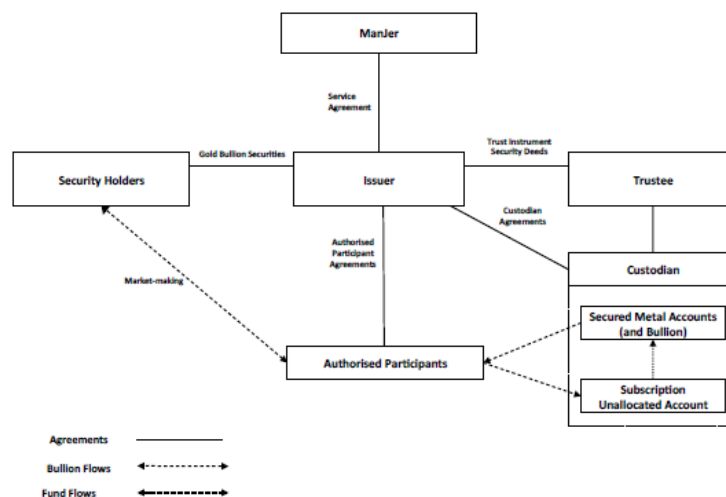 ManJer
Service
Agreement
Gold Bullion Securities
Trust Instrument
Security Deeds
Security Holders
Issuer
Trustee
Custodian
Agreements
Authorised
Participant
Agreements
Custodian
Market-making
Secured Metal Accounts
(and Bullion)
Authorised Participants
Subscription
Unallocated Account
Agreements
Bullion Flows
Fund Flows